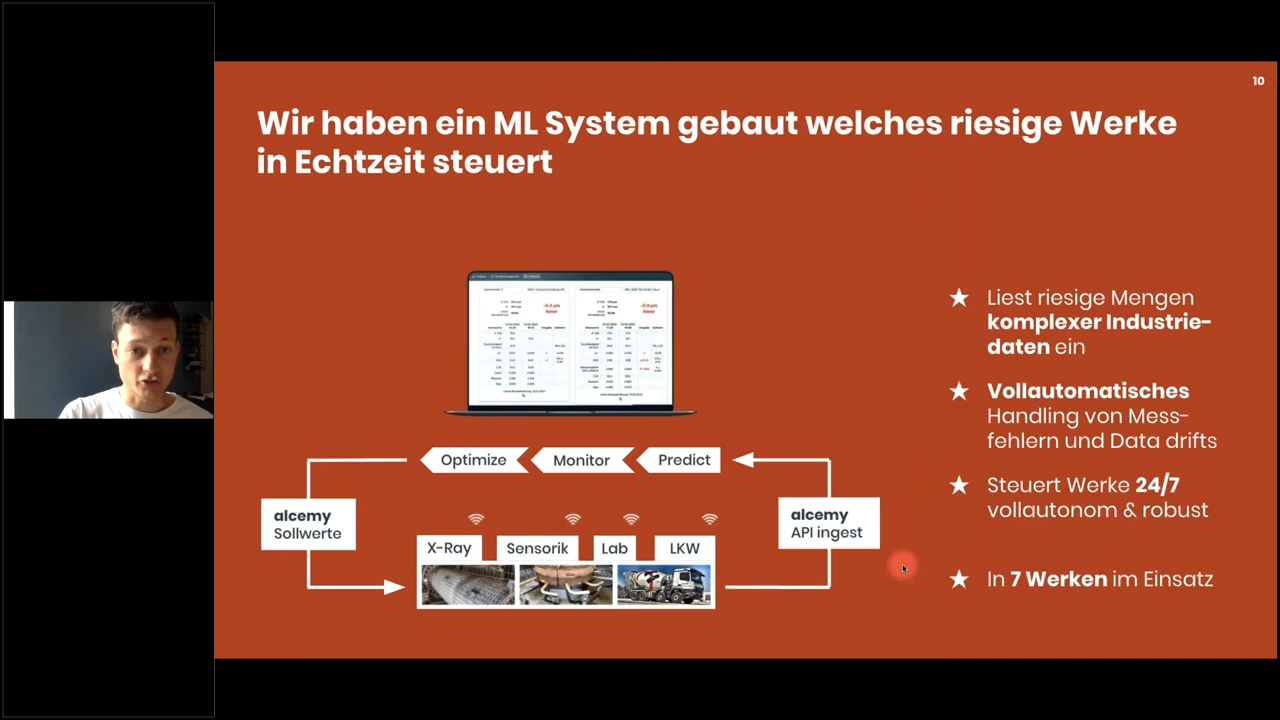 10
Wir haben ein ML System gebaut welches riesige Werke
in Echtzeit steuert
Optimize
Monitor
Predict
alcemy
Sollwerte
alcemy
API ingest
X-Ray
Sensorik
Lab
LKW
Liest riesige Mengen
komplexer Industrie-
daten ein
Vollautomatisches
Handling von Mess-
fehlern und Data drifts
Steuert Werke 24/7
vollautonom & robust
In 7 Werken im Einsatz